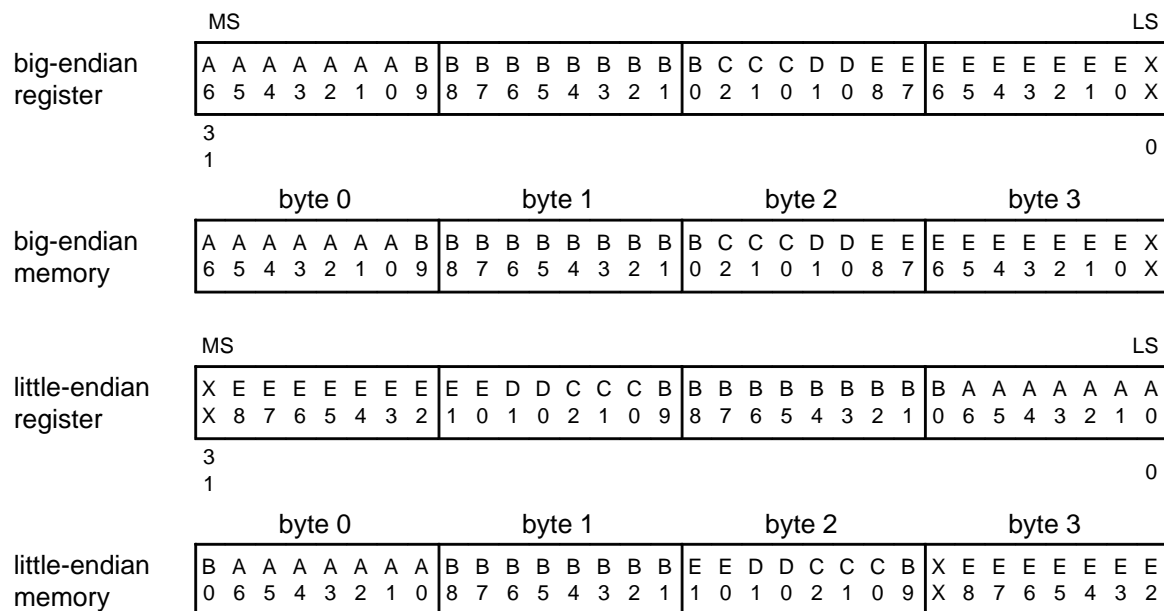 MS LS
big-endian register
A A A A A A A B B B B B B B B B B C C C D D E E E E E E E E E X
6 5 4 3 2 1 0 9 8 7 6 5 4 3 2 1 0 2 1 0 1 0 8 7 6 5 4 3 2 1 0 X
3
1 0
byte 0 byte 1 byte 2 byte 3
big-endian memory
A A A A A A A B B B B B B B B B B C C C D D E E E E E E E E E X
6 5 4 3 2 1 0 9 8 7 6 5 4 3 2 1 0 2 1 0 1 0 8 7 6 5 4 3 2 1 0 X
MS LS
little-endian register
X E E E E E E E E E D D C C C B B B B B B B B B B A A A A A A A
X 8 7 6 5 4 3 2 1 0 1 0 2 1 0 9 8 7 6 5 4 3 2 1 0 6 5 4 3 2 1 0
3
1 0
byte 0 byte 1 byte 2 byte 3
little-endian memory
B A A A A A A A B B B B B B B B E E D D C C C B X E E E E E E E
0 6 5 4 3 2 1 0 8 7 6 5 4 3 2 1 1 0 1 0 2 1 0 9 X 8 7 6 5 4 3 2